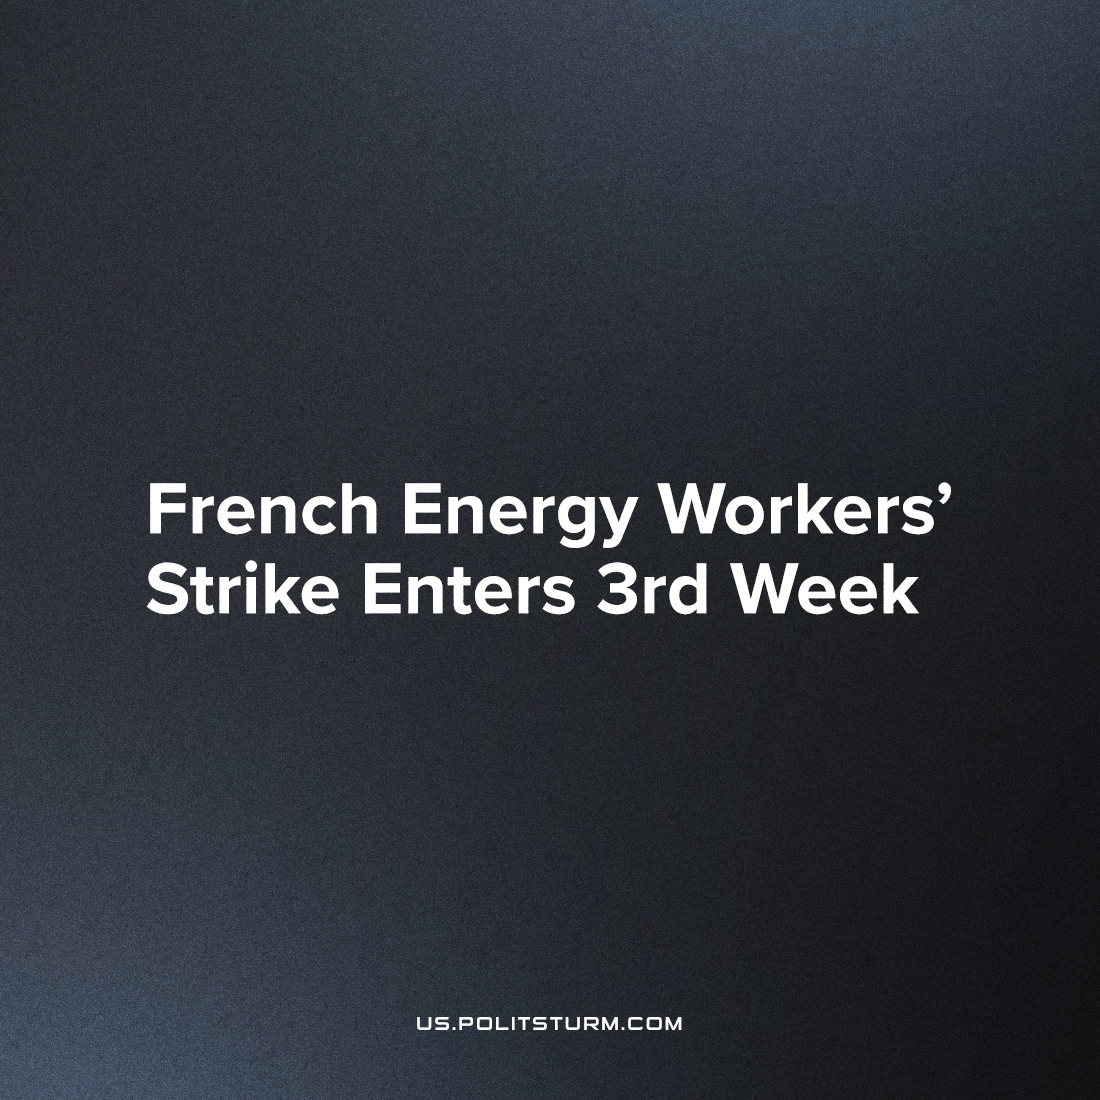 French Energy Workers’
Strike Enters 3rd Week
US.POLITSTURM.COM